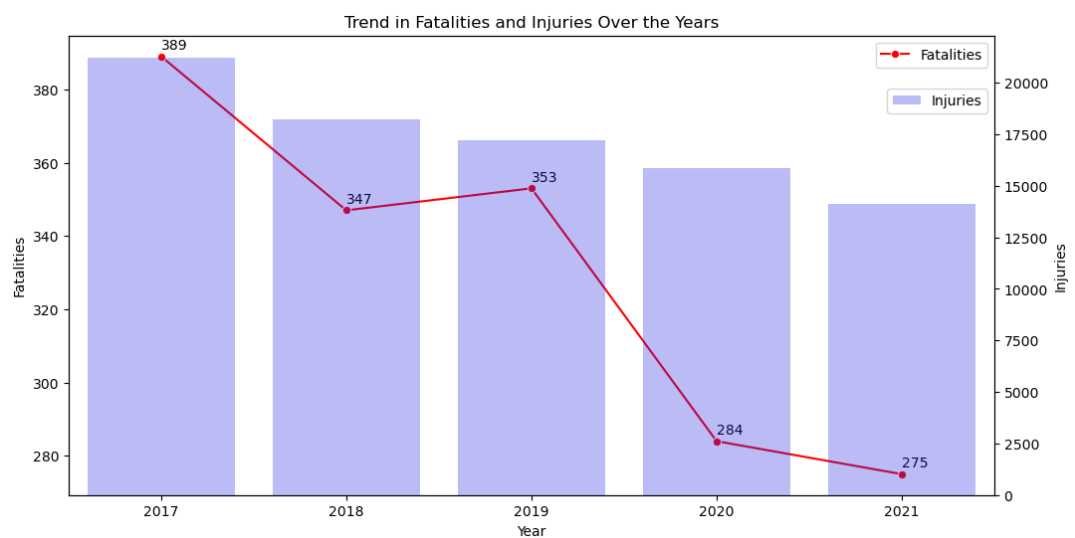 Trend in Fatalities and Injuries Over the Years
Fatalities
Injuries
389
347
353
284
275
380
360
340
320
300
280
Fatalities
20000
17500
15000
12500
10000
7500
5000
2500
0
Injuries
2017 2018 2019 2020 2021
Year